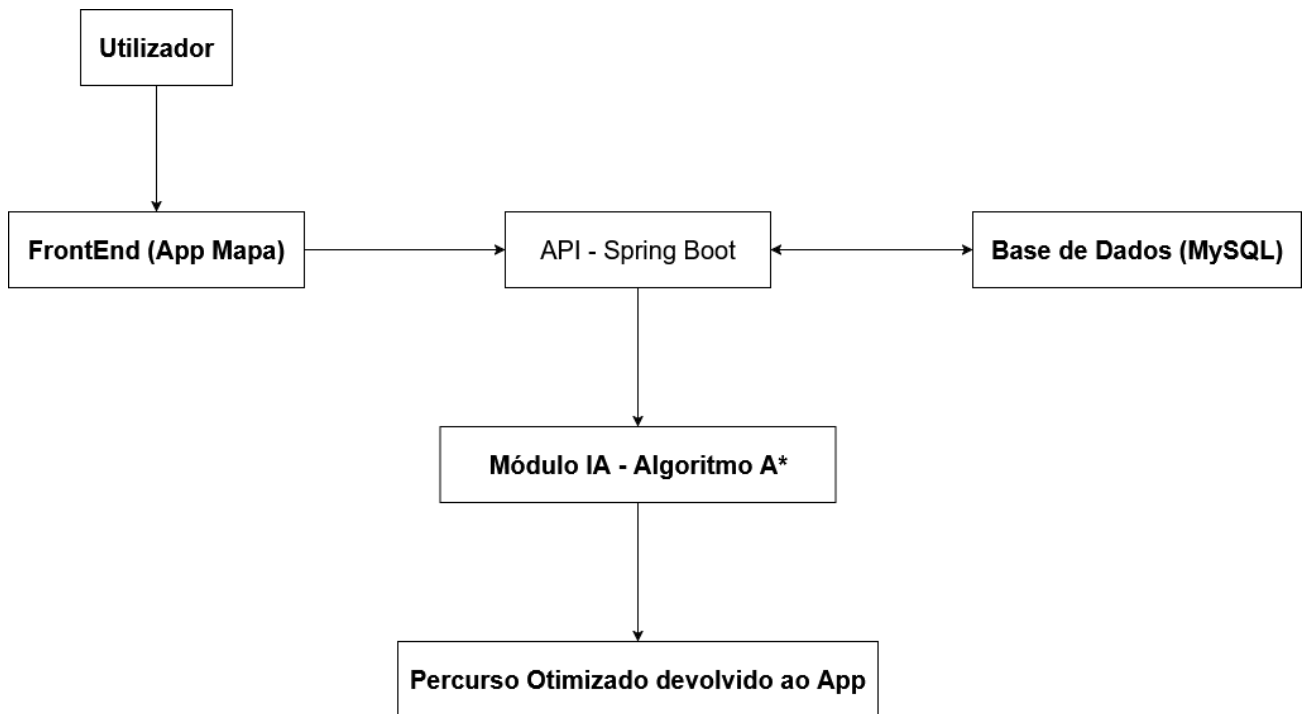 Utilizador
FrontEnd (App Mapa)
API - Spring Boot
Base de Dados (MySQL)
Módulo IA - Algoritmo A*
Percurso Otimizado devolvido ao App